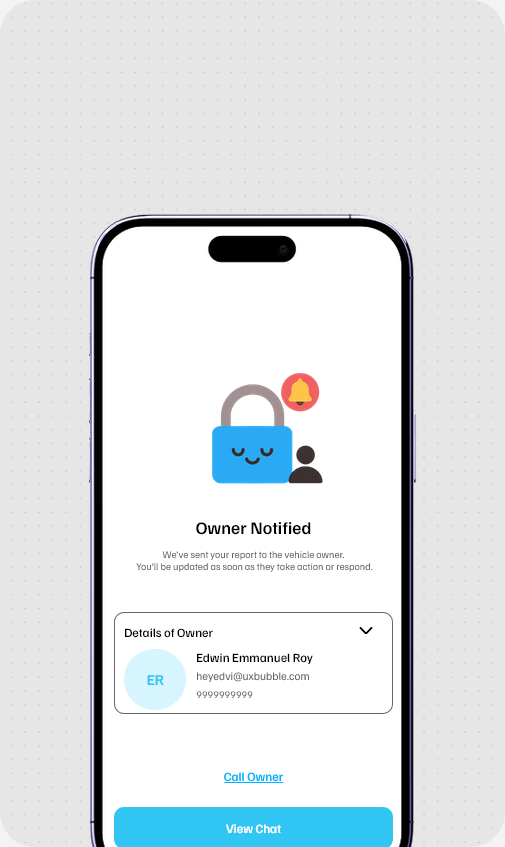 Owner Notified
We've sent your report to the vehicle owner.
You'll be updated as soon as they take action or respond.
Details of Owner
ER
Edwin Emmanuel Roy
heyedvi@uxbubble.com
9999999999
Call Owner
View Chat